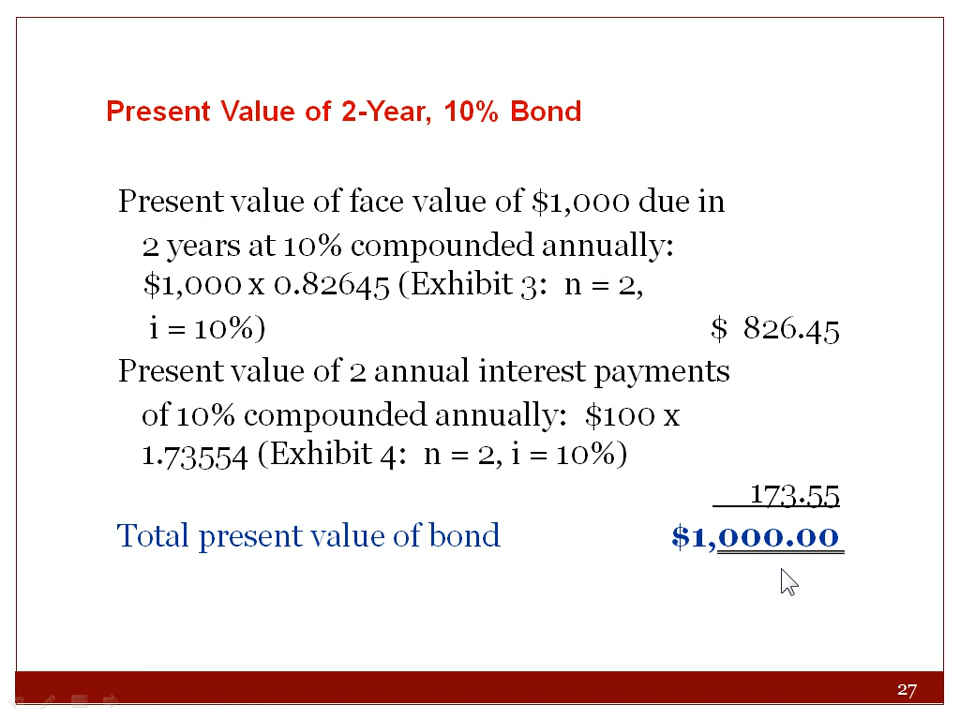 Present Value of 2-Year, 10% Bond
Present value of face value of $1,000 due in
2 years at 10% compounded annually:
$1,000 x 0.82645 (Exhibit 3: n = 2,
i = 10%) $ 826.45
Present value of 2 annual interest payments
of 10% compounded annually: $100 x
1.73554 (Exhibit 4: n = 2, i = 10%)
173.55
Total present value of bond $1,000.00
27